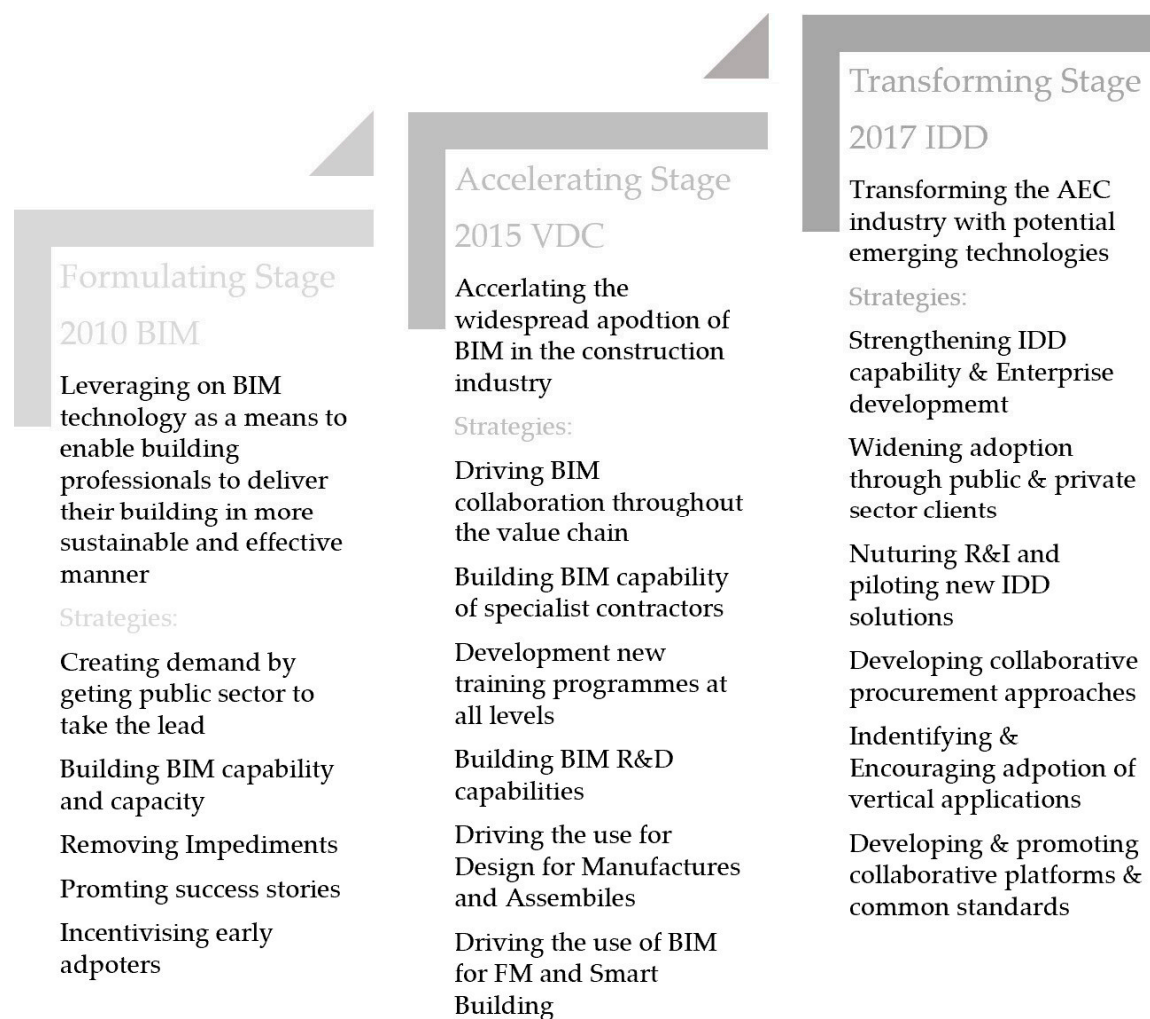 Formulating Stage
2010 BIM
Leveraging on BIM
technology as a means to
enable building
professionals to deliver
their building in more
sustainable and effective
manner
Strategies:
Creating demand by
geting public sector to
take the lead
Building BIM capability
and capacity
Removing Impediments
Promting success stories
Incentivising early
adpoters
Accelerating Stage
2015 VDC
Accerlating the
widespread apodtion of
BIM in the construction
industry
Strategies:
Driving BIM
collaboration throughout
the value chain
Building BIM capability
of specialist contractors
Development new
training programmes at
all levels
Building BIM R&D
capabilities
Driving the use for
Design for Manufactures
and Assembiles
Driving the use of BIM
for FM and Smart
Building
Transforming Stage
2017 IDD
Transforming the AEC
industry with potential
emerging technologies
Strategies:
Strengthening IDD
capability & Enterprise
developmemt
Widening adoption
through public & private
sector clients
Nuturing R&I and
piloting new IDD
solutions
Developing collaborative
procurement approaches
Indentifying &
Encouraging adpotion of
vertical applications
Developing & promoting
collaborative platforms &
common standards